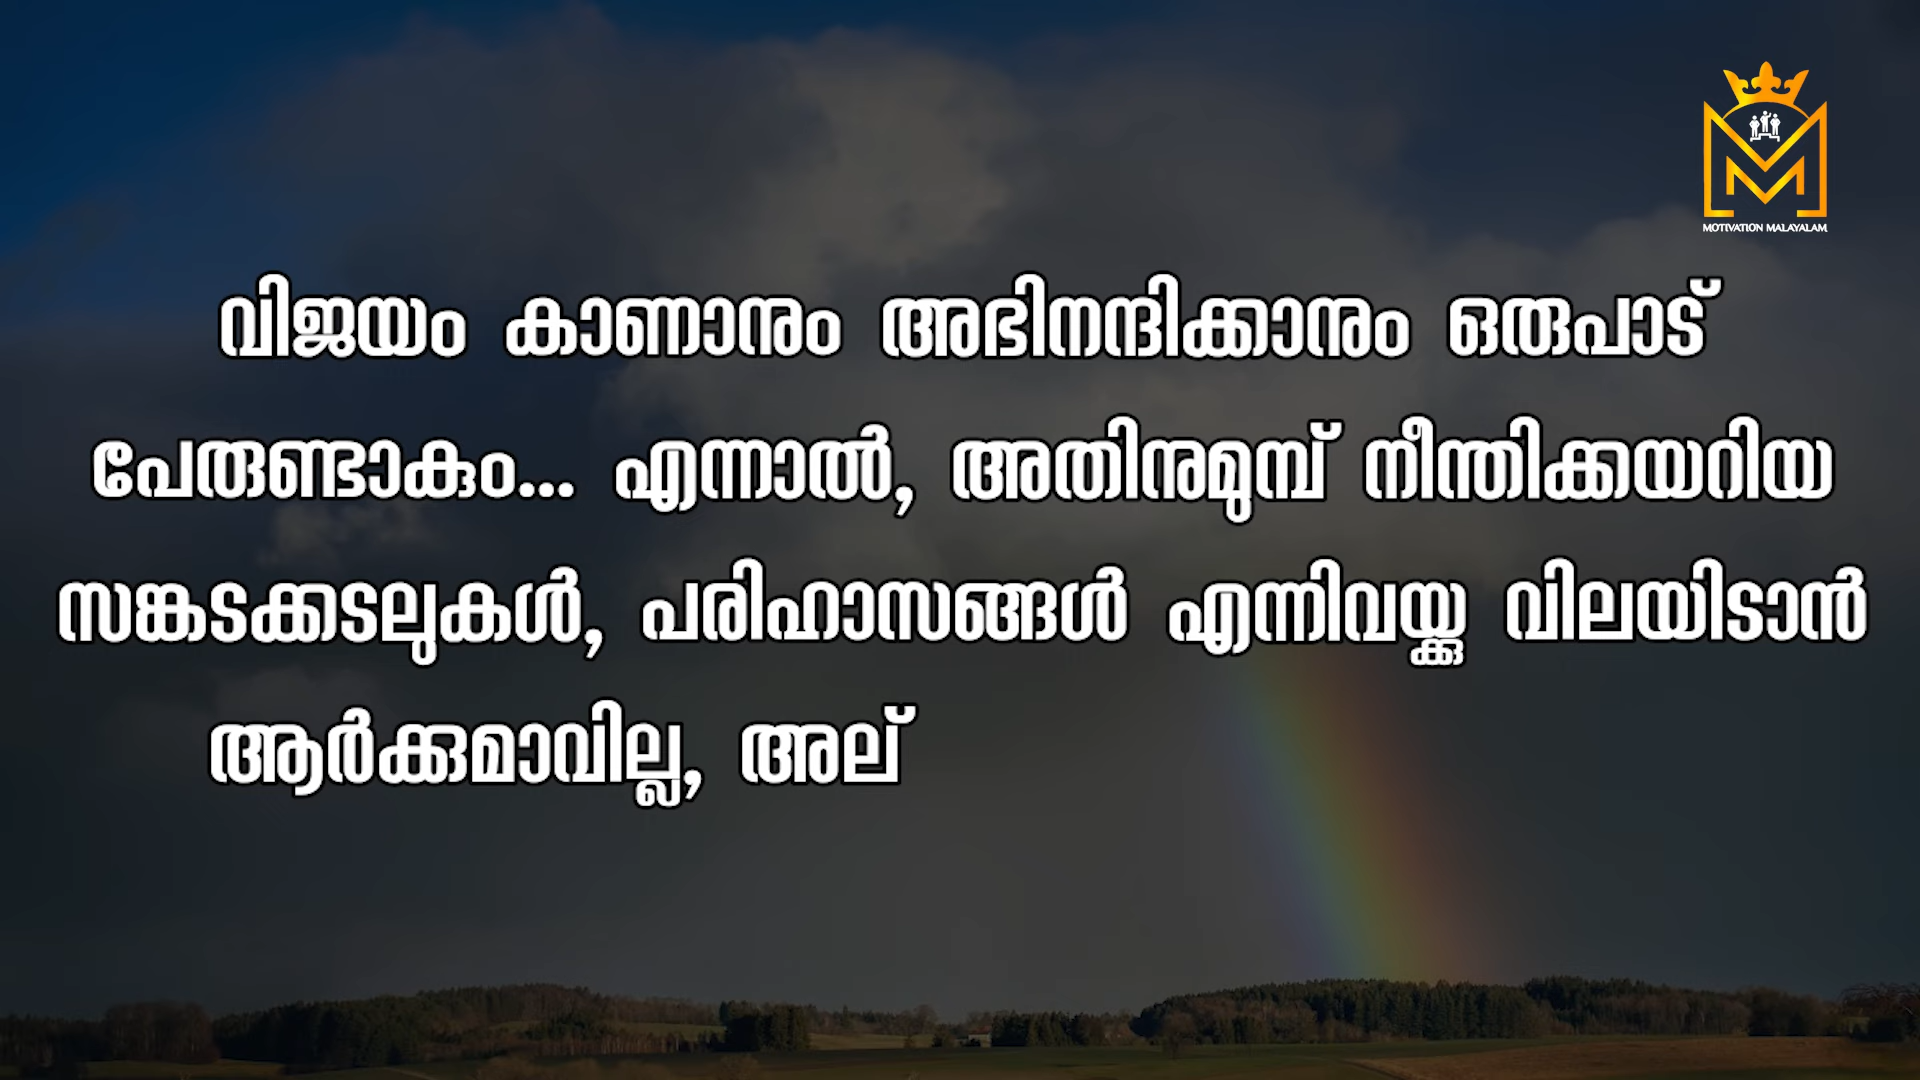 MOTIVATION MALAYALAM
വിജയം കാണാനും അഭിനന്ദിക്കാനും ഒരുപാട്
പേരുണ്ടാകും... എന്നാൽ, അതിനുമുമ്പ് നീന്തിക്കയറിയ
സങ്കടക്കടലുകൾ, പരിഹാസങ്ങൾ എന്നിവയ്ക്കു വിലയിടാൻ
ആർക്കുമാവില്ല, അല്